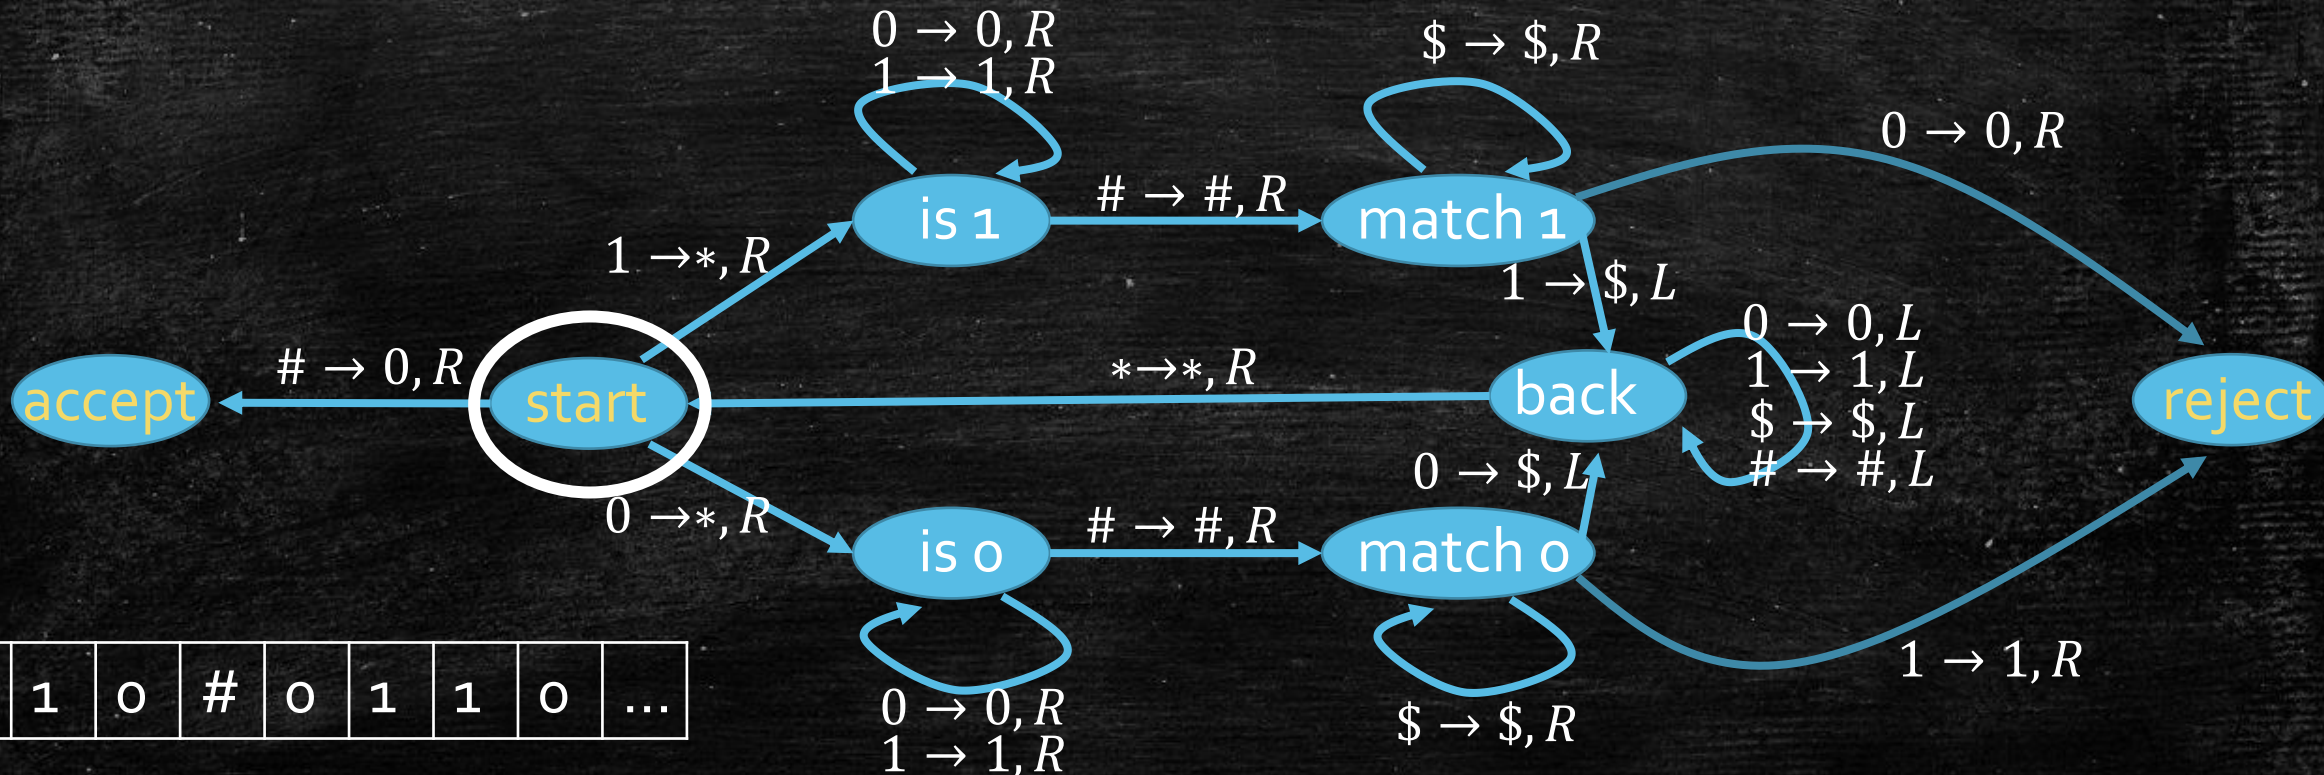 0 → 0, R
1 → 1, R
$ → $, R
0 → 0, R
is 1
# → #, R
match 1
1 →*, R
1 → $, L
accept
# → 0, R
start
*→*, R
back
0 → 0, L
1 → 1, L
$ → $, L
# → #, L
reject
0 → $, L
0 →*, R
is 0
# → #, R
match 0
1 0 # 0 1 1 0 ...
0 → 0, R
1 → 1, R
$ → $, R
1 → 1, R